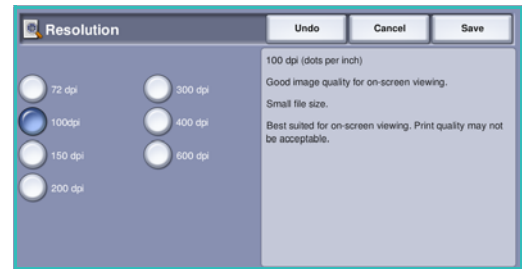 Resolution
Undo
Cancel
Save
72 dpi
300 dpi
100dpi
400 dpi
150 dpi
600 dpi
200 dpi
100 dpi (dots per inch)
Good image quality for on-screen viewing.
Small file size.
Best suited for on-screen viewing. Print quality may not
be acceptable.